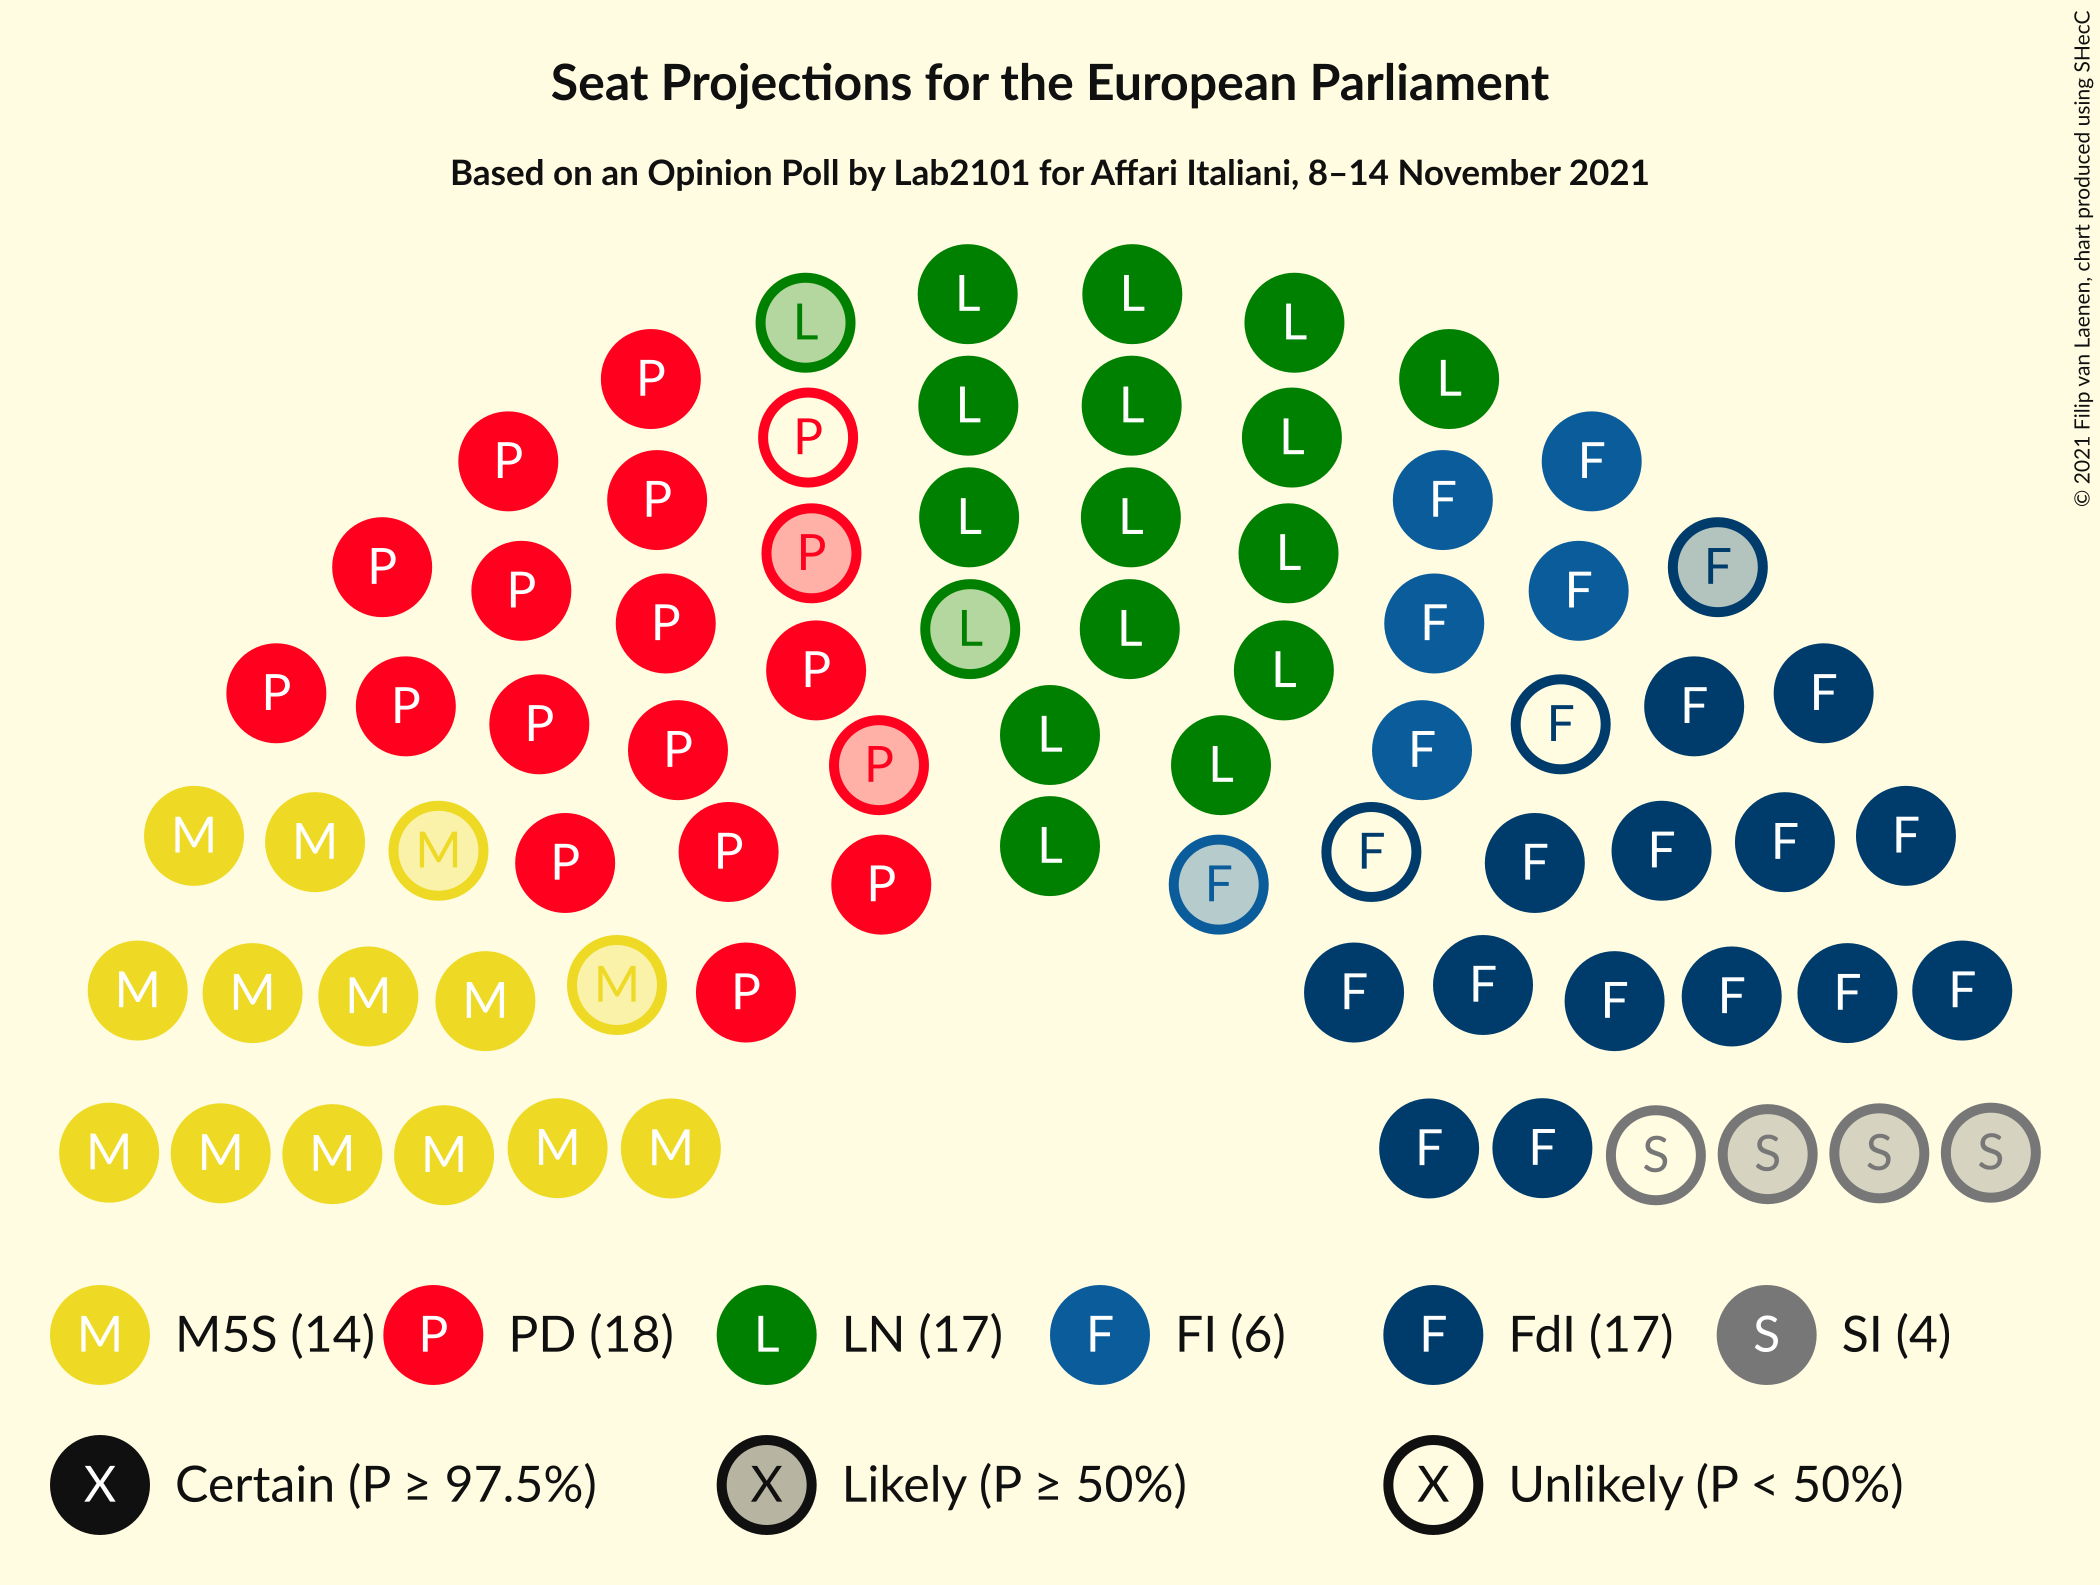 Seat Projections for the European Parliament
Based on an Opinion Poll by Lab2101 for Affari Italiani, 8–14 November 2021
© 2021 Filip van Laenen, chart produced using SHecC
L L
L L
P L
L L
P L
P F
P P F
L L
P L
P F
P F
P P F F
P L
L L
P L
P P F F
P P F F
P L
P F
M P L F
M M F F
M P P L F F F F
P F
M M M M M P F F F F F F
M M M M M M F F S S S S
M M5S (14) P PD (18) L LN (17) F FI (6) F FdI (17) S SI (4)
X Certain (P ≥ 97.5%) X Likely (P ≥ 50%) X Unlikely (P < 50%)